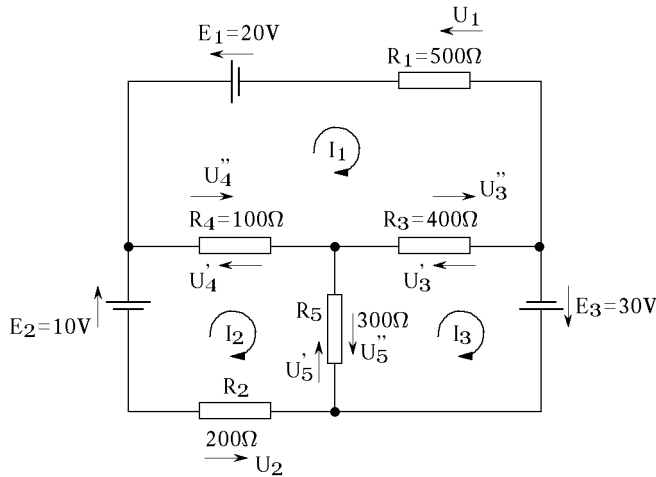 U1
E1=20V
R1=500Ω
I1
U4''
U3''
R4=100Ω
R3=400Ω
U4'
U3'
E2=10V
I2
R5
300Ω
I3
E3=30V
U5'
U5''
R2
200Ω
U2